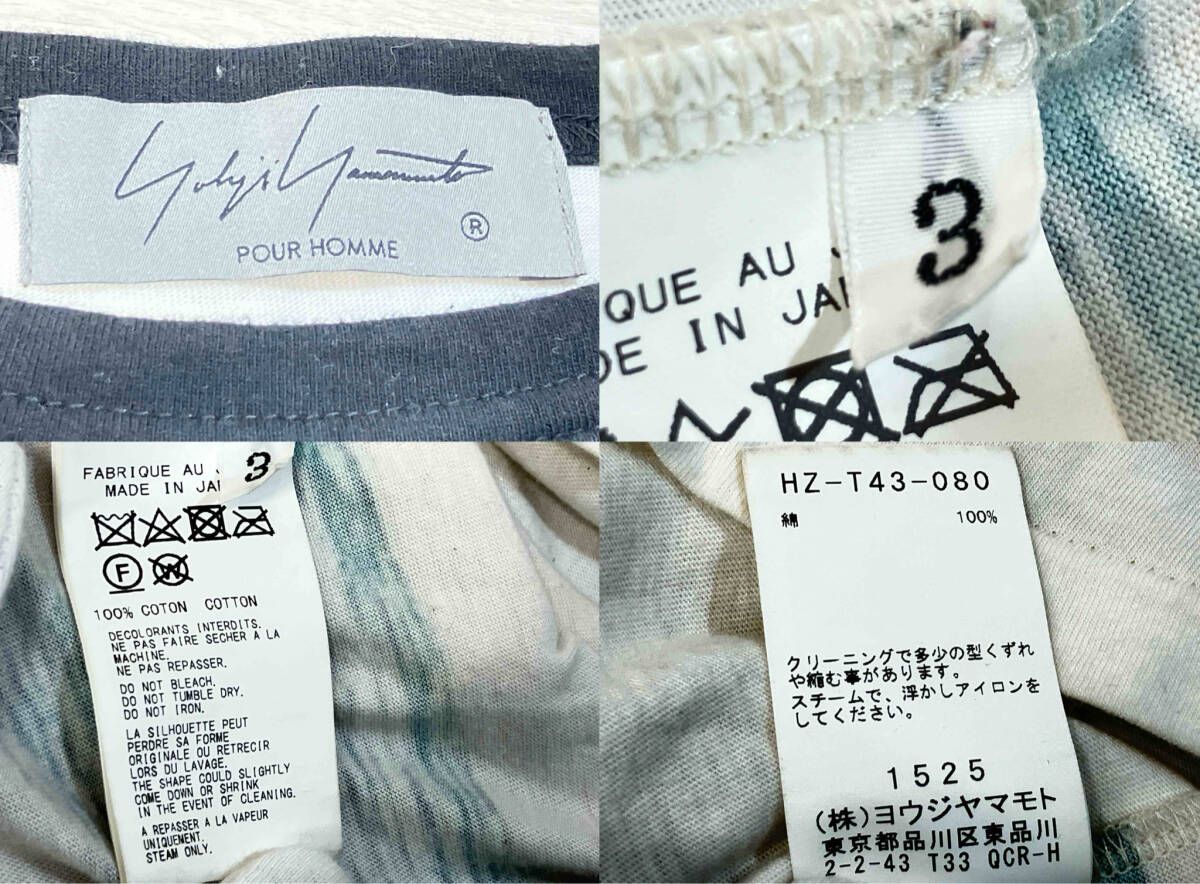 Yohji Yamamoto
®
POUR HOMME
3
QUE AU
DE IN JA
FABRIQUE AU
3
MADE IN JA
F
W
100% COTON COTTON
DECOLORANTS INTERDITS.
NE PAS FAIRE SECHER A LA
MACHINE.
NE PAS REPASSER.
DO NOT BLEACH.
DO NOT TUMBLE DRY.
DO NOT IRON.
LA SILHOUETTE PEUT
PERDRE SA FORME
ORIGINALE OU RETRECIR
LORS DU LAVAGE.
THE SHAPE COULD SLIGHTLY
COME DOWN OR SHRINK
IN THE EVENT OF CLEANING.
A REPASSER A LA VAPEUR
UNIQUEMENT.
STEAM ONLY.
HZ-T43-080
綿 100%
クリーニングで多少の型くずれ
や縮む事があります。
スチームで、浮かしアイロンを
してください。
1525
(株)ヨウジヤマモト
東京都品川区東品川
2-2-43 T33 QCR-H